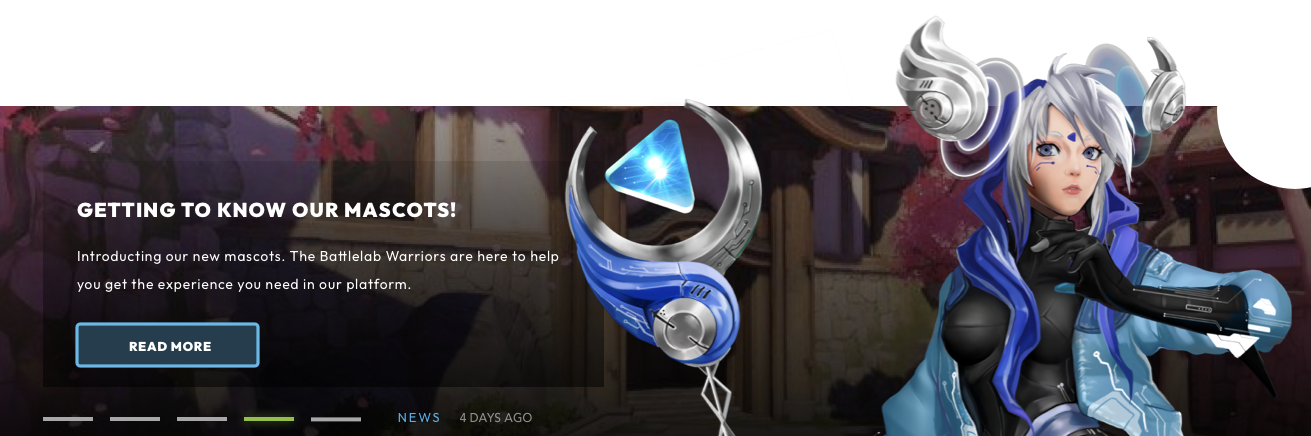 GETTING TO KNOW OUR MASCOTS!
Introducting our new mascots. The Battlelab Warriors are here to help
you get the experience you need in our platform.
READ MORE
NEWS 4 DAYS AGO